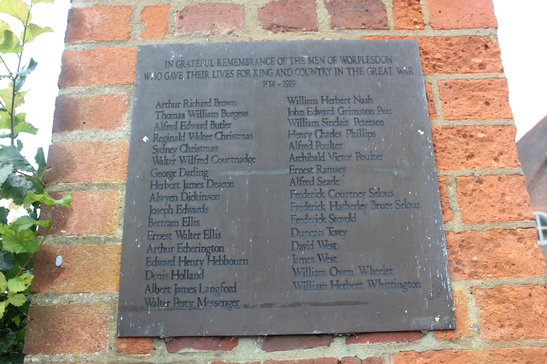 IN GRATEFUL REMEMBRANCE OF THE MEN OF WORPLESDON
WHO GAVE THEIR LIVES FOR KING AND COUNTRY IN THE GREAT WAR
1914 - 1919
Arthur Richard Brown
Thomas William Burgess
Alfred Edward Butler
Reginald Walter Christmas
Sydney Christmas
Walter Wilfred Courtnadge
George Darling
Herbert James Deacon
Alwyen Dickinson
Joseph Edwards
Bertram Ellis
Ernest Walter Ellis
Arthur Etherington
Edward Henry Hebbourn
Denis Holland
Albert James Langford
Walter Percy Messenger
William Herbert Nash
John Edward Grimston Peer
William Sinclair Petersen
Henry Charles Phillips
Alfred Poulter
Archibald Victor Poulter
Ernest Ramsey
Alfred Searle
Frederick Courtney Selous
Frederick Hatherley Bruce Selous
Frederick Stovold
Duncan Tovey
David West
James West
William Owen Wheeler
William Herbert Whittington